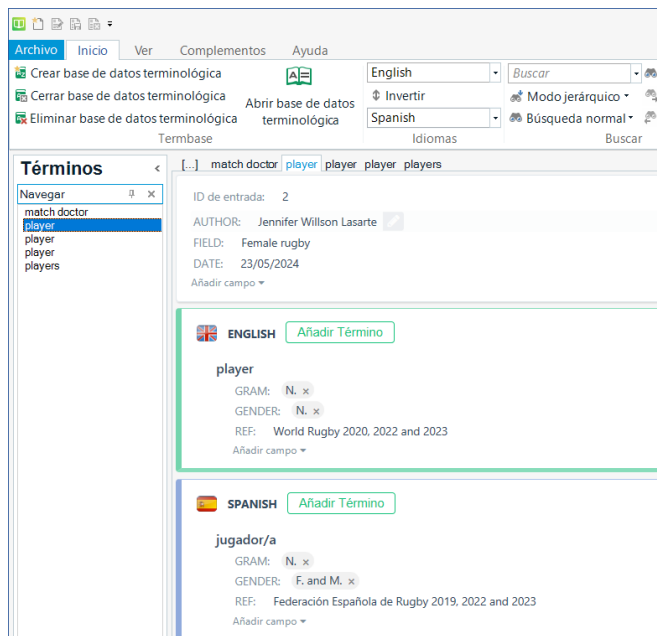 Archivo Inicio Ver Complementos Ayuda
Crear base de datos terminológica
Cerrar base de datos terminológica
Eliminar base de datos terminológica
Abrir base de datos
terminológica
Termbase
English
Invertir
Spanish
Idiomas
Buscar
Modo jerárquico
Búsqueda normal
Buscar
Términos
Navegar
match doctor
player
player
player
players
[...] match doctor player player player players
ID de entrada: 2
AUTHOR: Jennifer Willson Lasarte
FIELD: Female rugby
DATE: 23/05/2024
Añadir campo
ENGLISH Añadir Término
player
GRAM: N. ×
GENDER: N. ×
REF: World Rugby 2020, 2022 and 2023
Añadir campo
SPANISH Añadir Término
jugador/a
GRAM: N. ×
GENDER: F. and M. ×
REF: Federación Española de Rugby 2019, 2022 and 2023
Añadir campo